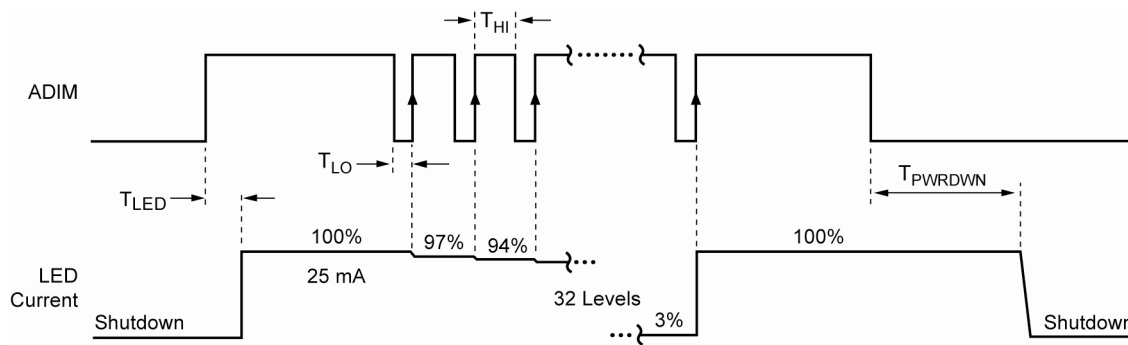 T_HI
ADIM
T_LO
T_PWRDWN
T_LED
100%
97%
94%
100%
LED
Current
25 mA
32 Levels
Shutdown
3%
Shutdown